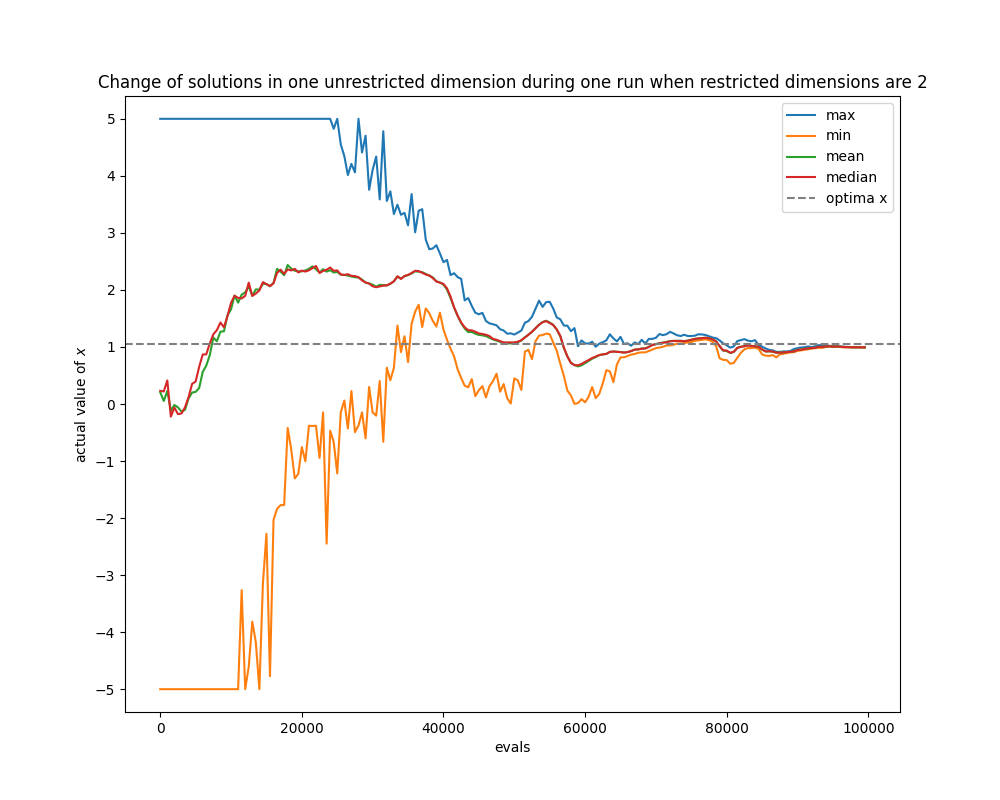 Change of solutions in one unrestricted dimension during one run when restricted dimensions are 2
max
min
mean
median
optima x
5
4
3
2
1
0
−1
−2
−3
−4
−5
actual value of x
0 20000 40000 60000 80000 100000
evals